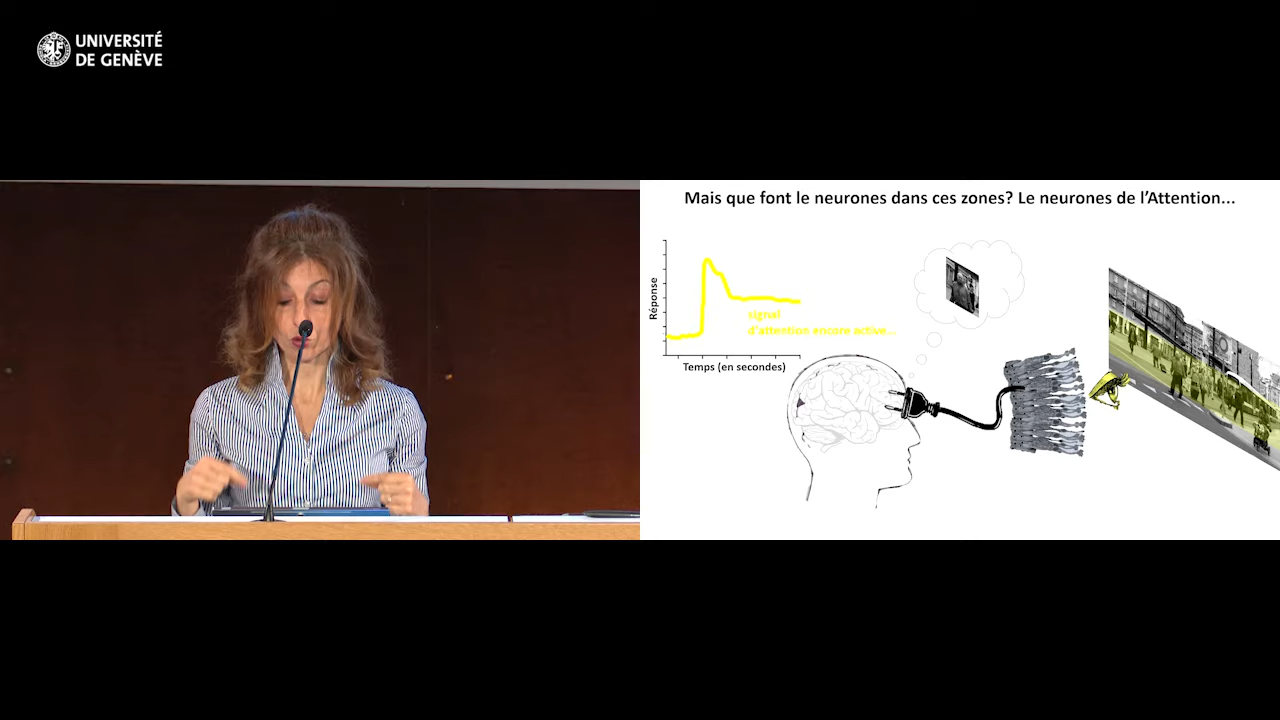 UNIVERSITÉ
DE GENÈVE
Mais que font le neurones dans ces zones? Le neurones de l'Attention...
Réponse
signal
d'attention encore active...
Temps (en secondes)